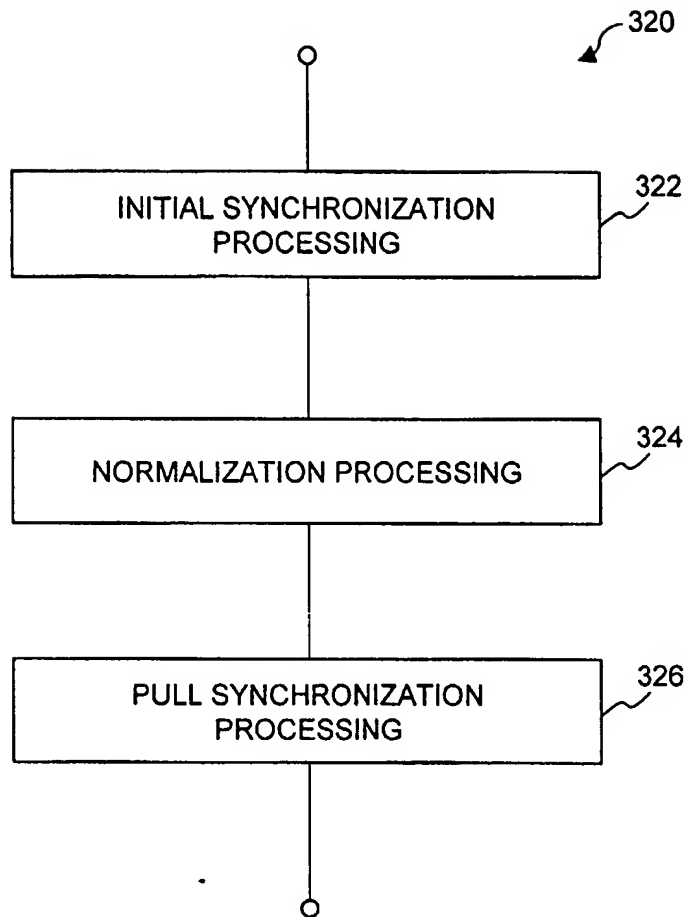 320
INITIAL SYNCHRONIZATION
PROCESSING
322
NORMALIZATION PROCESSING
324
PULL SYNCHRONIZATION
PROCESSING
326